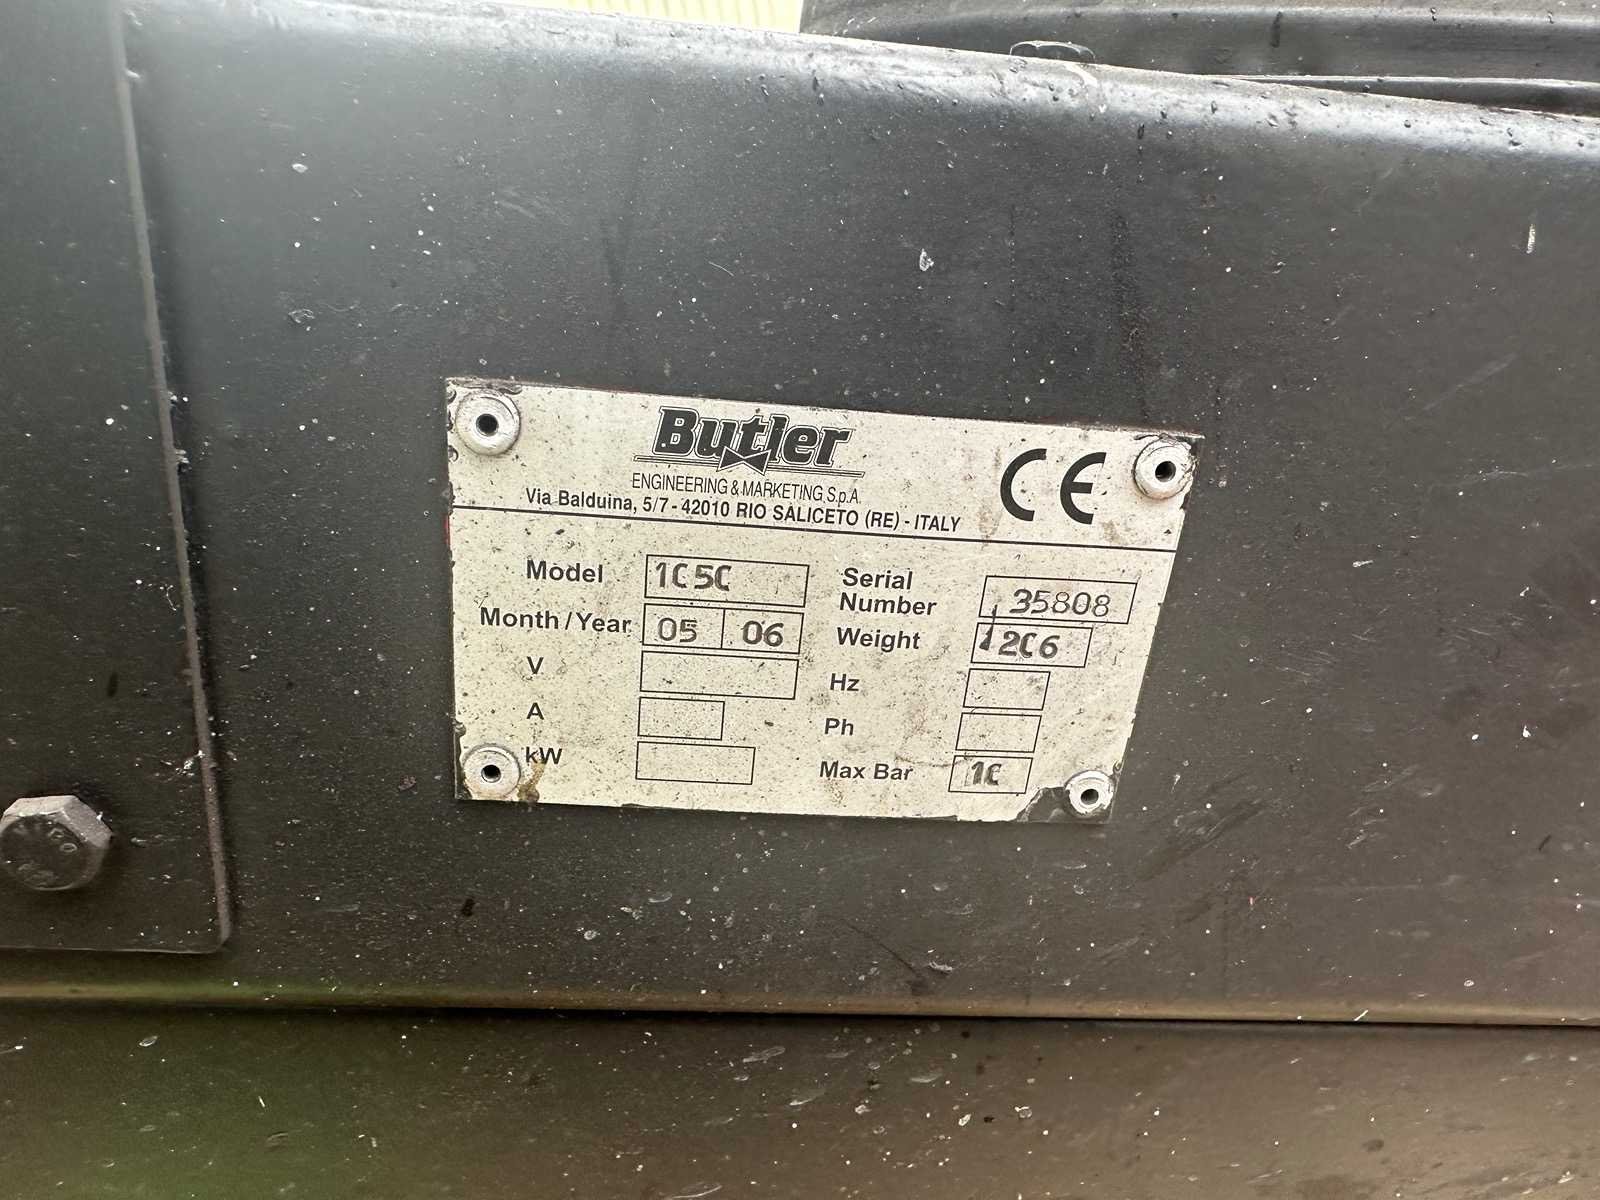 Butler
ENGINEERING & MARKETING S.p.A.
Via Balduina, 5/7 - 42010 RIO SALICETO (RE) - ITALY
CE
Model 1C5C
Serial Number 35808
Month / Year 05 06
Weight 12C6
V
Hz
A
Ph
kW
Max Bar 1C